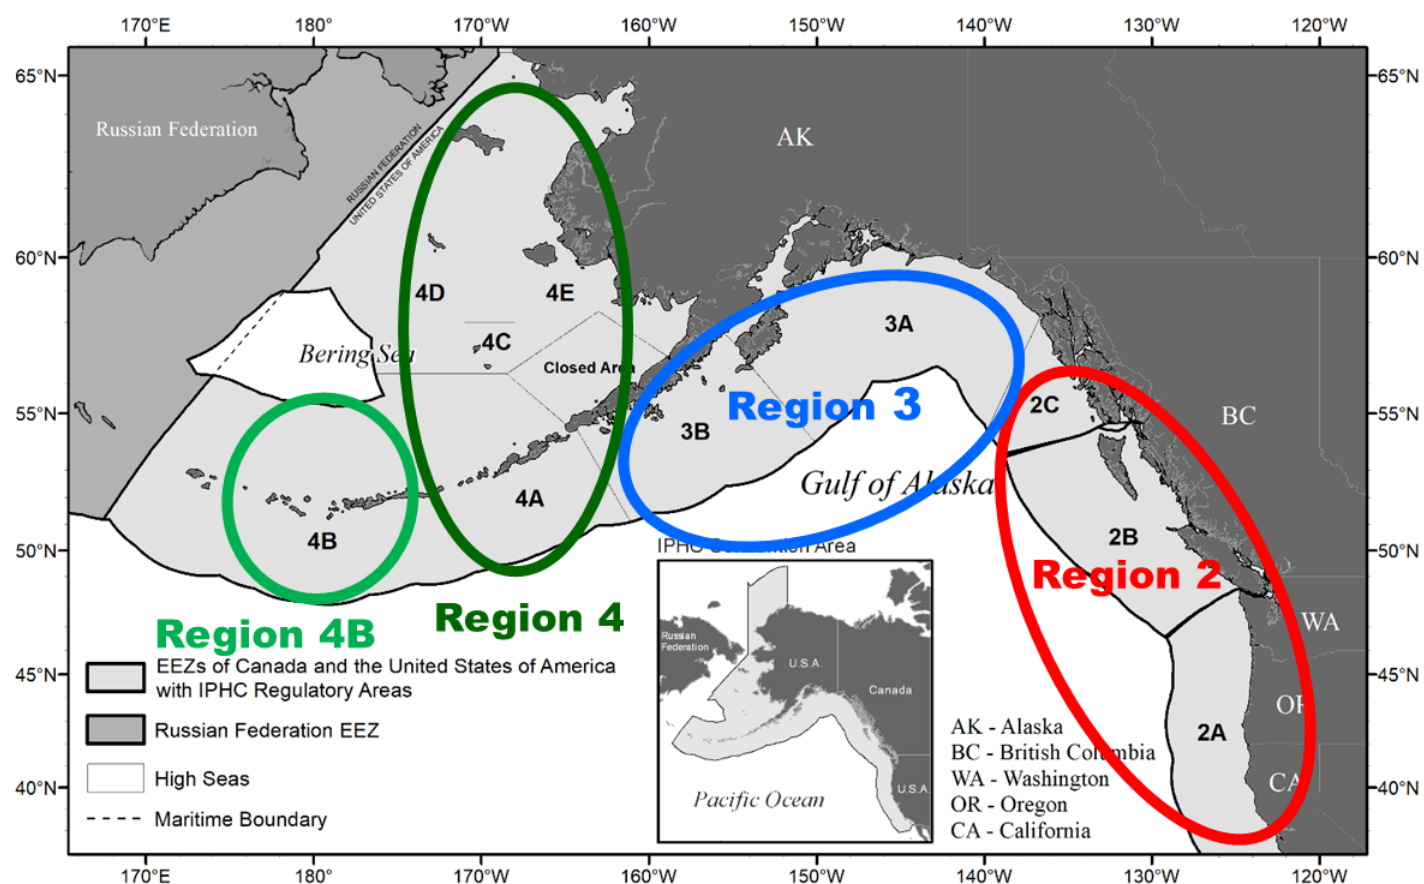 170°E 180° 170°W 160°W 150°W 140°W 130°W 120°W
65°N 65°N
Russian Federation
RUSSIAN FEDERATION
UNITED STATES OF AMERICA
AK
60°N 60°N
4D 4E
3A
4C
Bering Sea
Closed Area
55°N 55°N
Region 3
2C
BC
3B
Gulf of Alaska
4A
4B
2B
50°N 50°N
IPHC Convention Area
Region 2
Region 4
Region 4B
WA
Russian
Federation
U.S.A.
Canada
EEZs of Canada and the United States of America
with IPHC Regulatory Areas
45°N 45°N
OR
Russian Federation EEZ
2A
AK - Alaska
BC - British Columbia
WA - Washington
OR - Oregon
CA - California
High Seas
CA
40°N 40°N
U.S.A.
Pacific Ocean
Maritime Boundary
170°E 180° 170°W 160°W 150°W 140°W 130°W 120°W